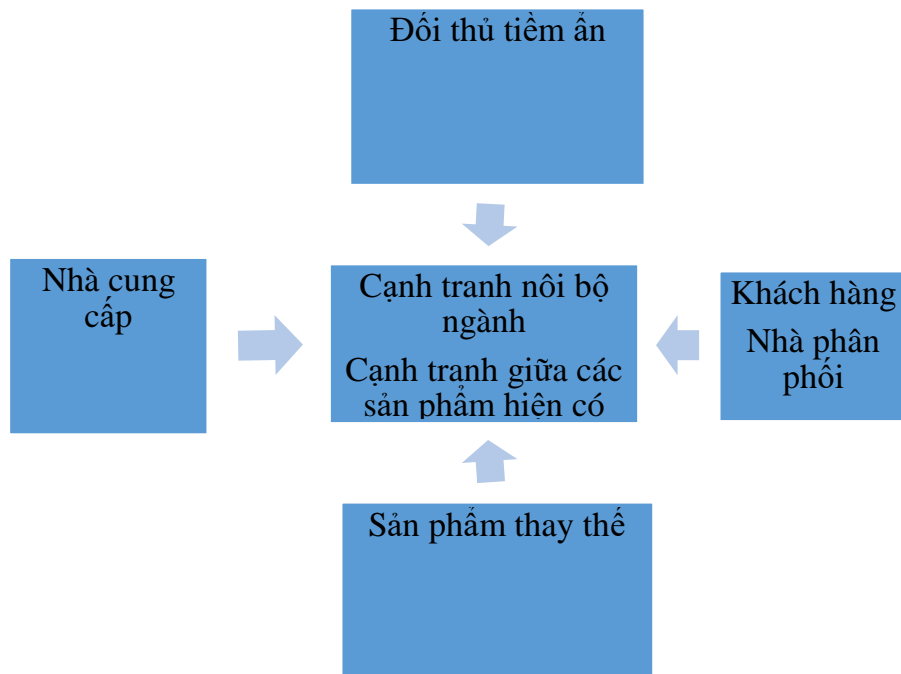 Đối thủ tiềm ẩn
Nhà cung
cấp
Cạnh tranh nôi bộ
ngành
Cạnh tranh giữa các
sản phẩm hiện có
Khách hàng
Nhà phân
phối
Sản phẩm thay thế